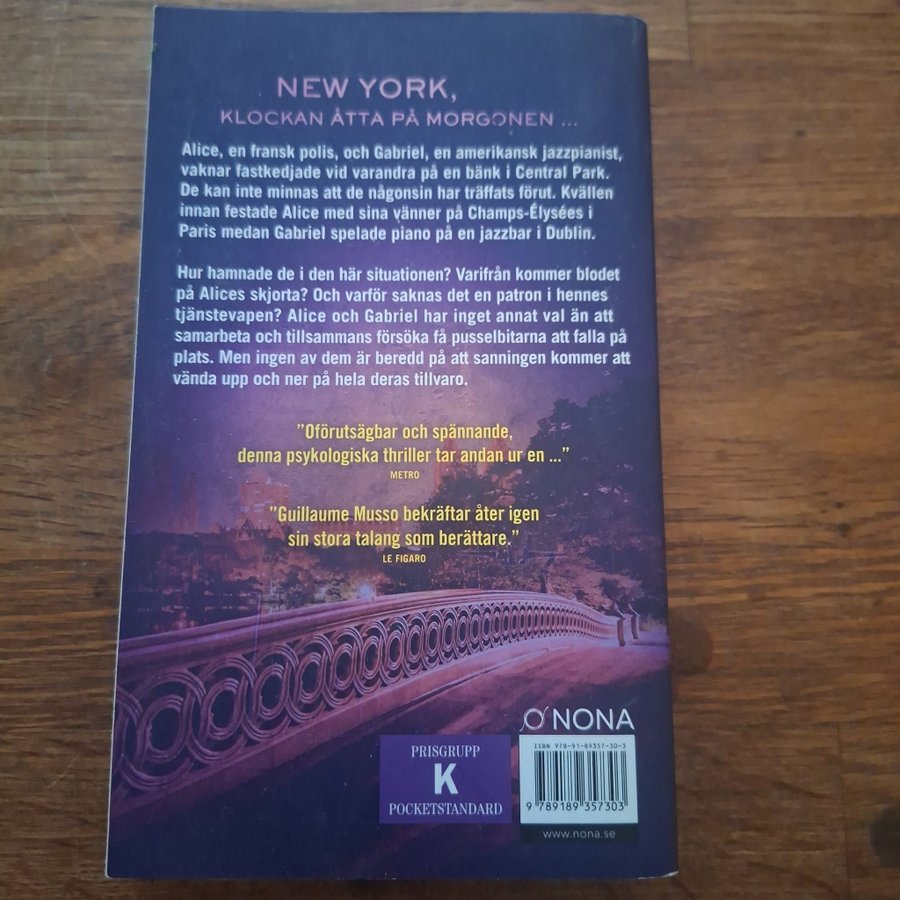 NEW YORK,
KLOCKAN ÅTTA PÅ MORGONEN ...
Alice, en fransk polis, och Gabriel, en amerikansk jazzpianist,
vaknar fastkedjade vid varandra på en bänk i Central Park.
De kan inte minnas att de någonsin har träffats förut. Kvällen
innan festade Alice med sina vänner på Champs-Élysées i
Paris medan Gabriel spelade piano på en jazzbar i Dublin.
Hur hamnade de i den här situationen? Varifrån kommer blodet
på Alices skjorta? Och varför saknas det en patron i hennes
tjänstevapen? Alice och Gabriel har inget annat val än att
samarbeta och tillsammans försöka få pusselbitarna att falla på
plats. Men ingen av dem är beredd på att sanningen kommer att
vända upp och ner på hela deras tillvaro.
"Oförutsägbar och spännande,
denna psykologiska thriller tar andan ur en ..."
METRO
"Guillaume Musso bekräftar åter igen
sin stora talang som berättare."
LE FIGARO
NONA
PRISGRUPP
K
POCKETSTANDARD
ISBN 978-91-89357-30-3
9 789189 357303
www.nona.se